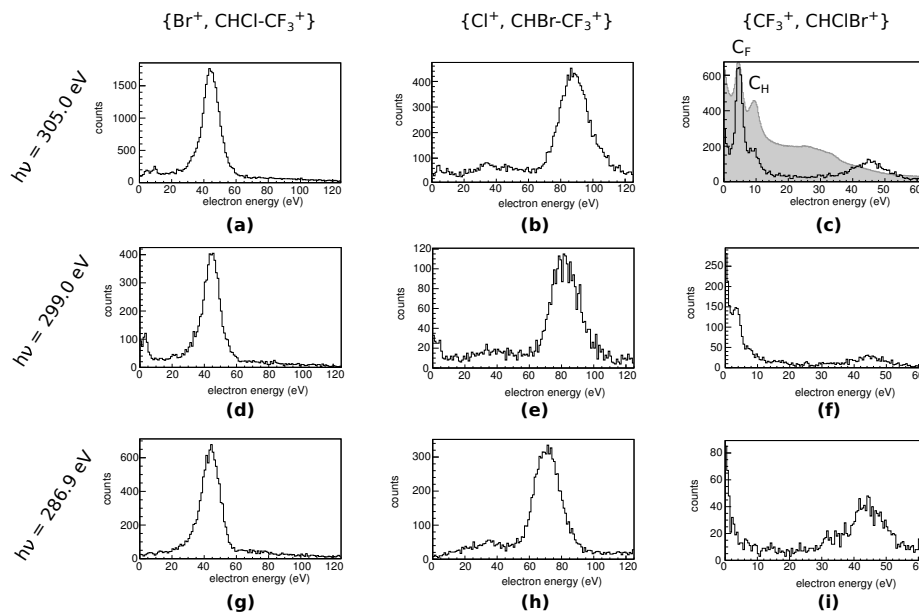 {Br⁺, CHCl-CF₃⁺} {Cl⁺, CHBr-CF₃⁺} {CF₃⁺, CHClBr⁺}
hν = 305.0 eV
counts
1500
1000
500
0
0 20 40 60 80 100 120
electron energy (eV)
(a)
counts
400
300
200
100
0
0 20 40 60 80 100 120
electron energy (eV)
(b)
C_F
C_H
counts
600
400
200
0
0 10 20 30 40 50 60
electron energy (eV)
(c)
hν = 299.0 eV
counts
400
300
200
100
0
0 20 40 60 80 100 120
electron energy (eV)
(d)
counts
120
100
80
60
40
20
0
0 20 40 60 80 100 120
electron energy (eV)
(e)
counts
250
200
150
100
50
0
0 10 20 30 40 50 60
electron energy (eV)
(f)
hν = 286.9 eV
counts
600
400
200
0
0 20 40 60 80 100 120
electron energy (eV)
(g)
counts
300
200
100
0
0 20 40 60 80 100 120
electron energy (eV)
(h)
counts
80
60
40
20
0
0 10 20 30 40 50 60
electron energy (eV)
(i)